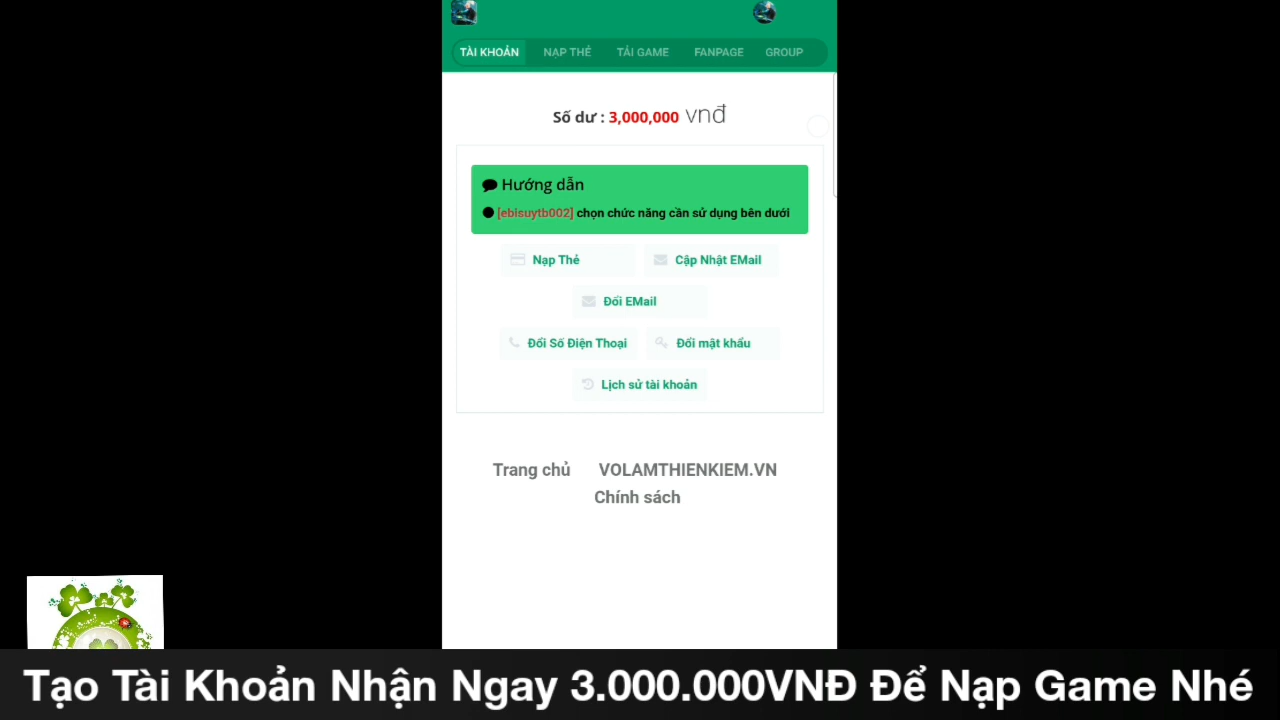 TÀI KHOẢN NẠP THẺ TẢI GAME FANPAGE GROUP
Số dư : 3,000,000 vnđ
Hướng dẫn
[ebisuytb002] chọn chức năng cần sử dụng bên dưới
Nạp Thẻ Cập Nhật EMail
Đổi EMail
Đổi Số Điện Thoại Đổi mật khẩu
Lịch sử tài khoản
Trang chủ VOLAMTHIENKIEM.VN
Chính sách
Tạo Tài Khoản Nhận Ngay 3.000.000VNĐ Để Nạp Game Nhé